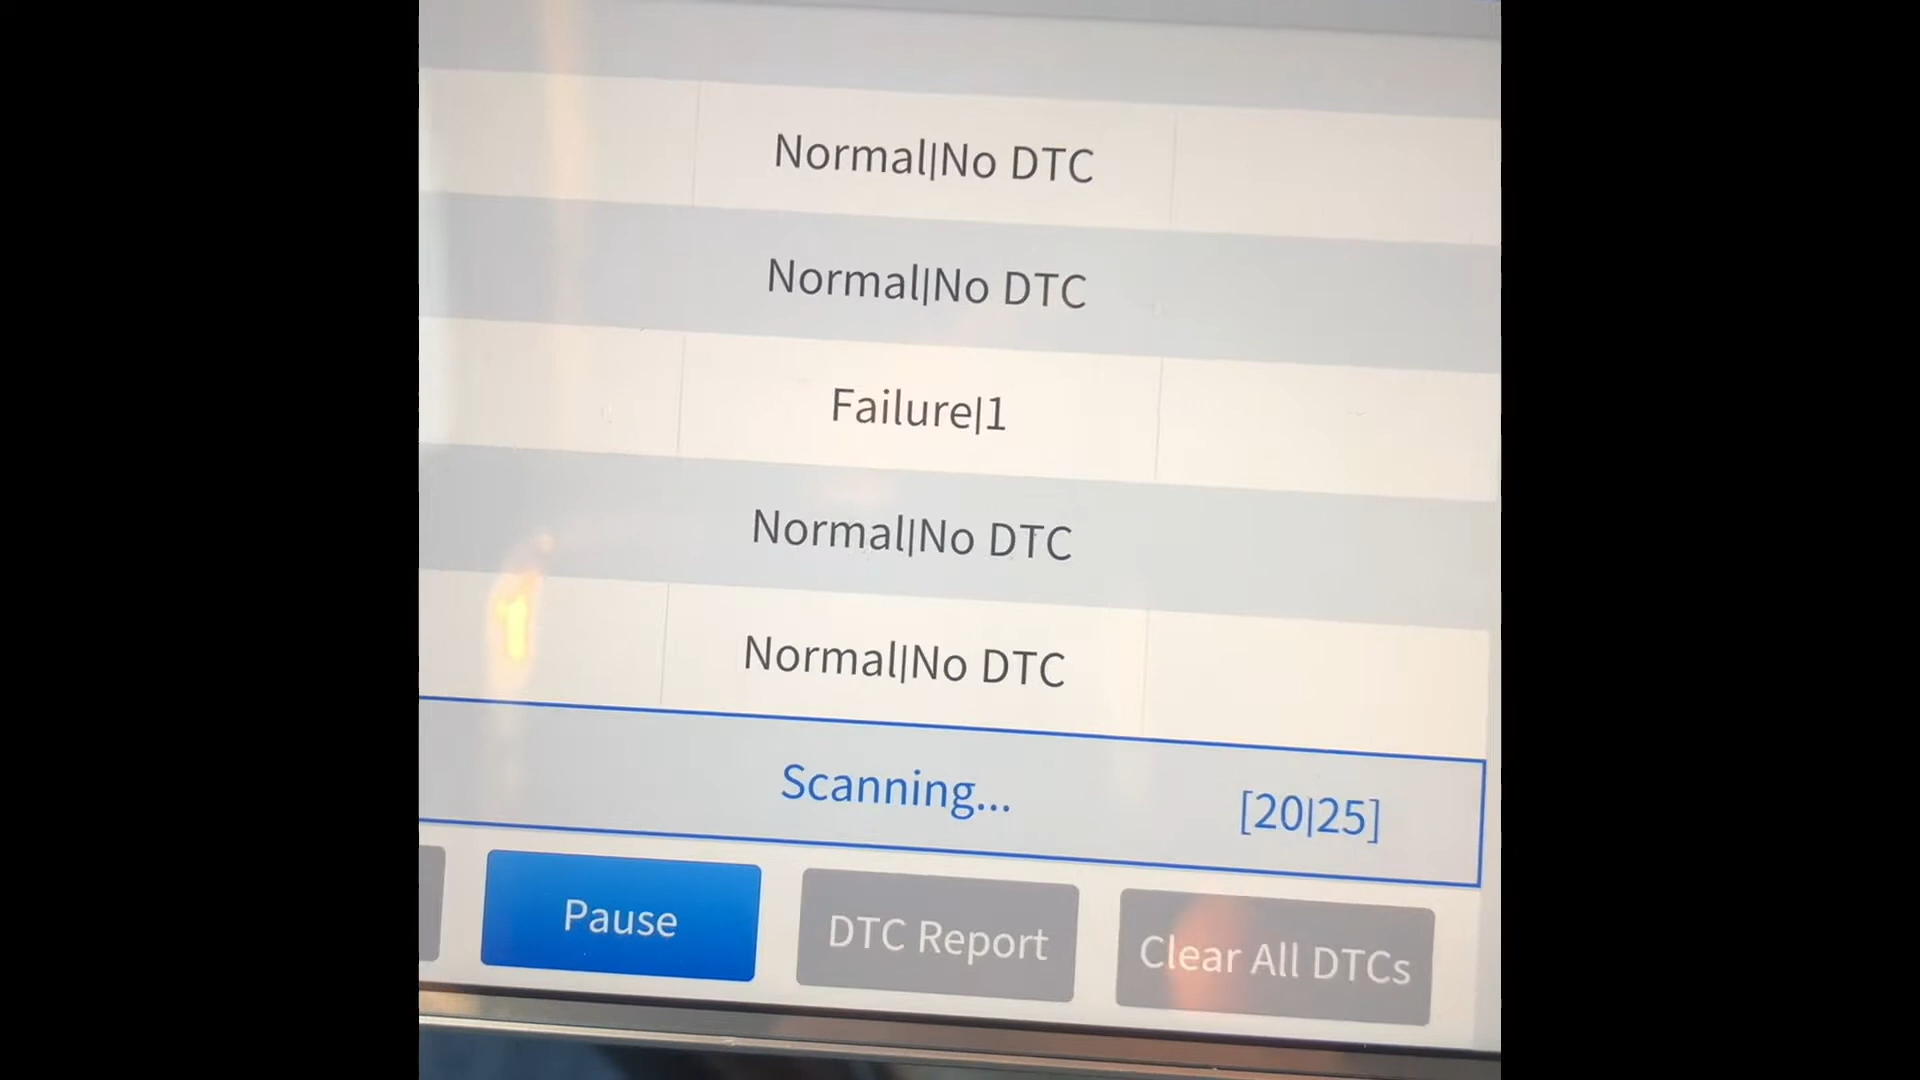 Normal|No DTC
Normal|No DTC
Failure|1
Normal|No DTC
Normal|No DTC
Scanning... [20|25]
Pause DTC Report Clear All DTCs